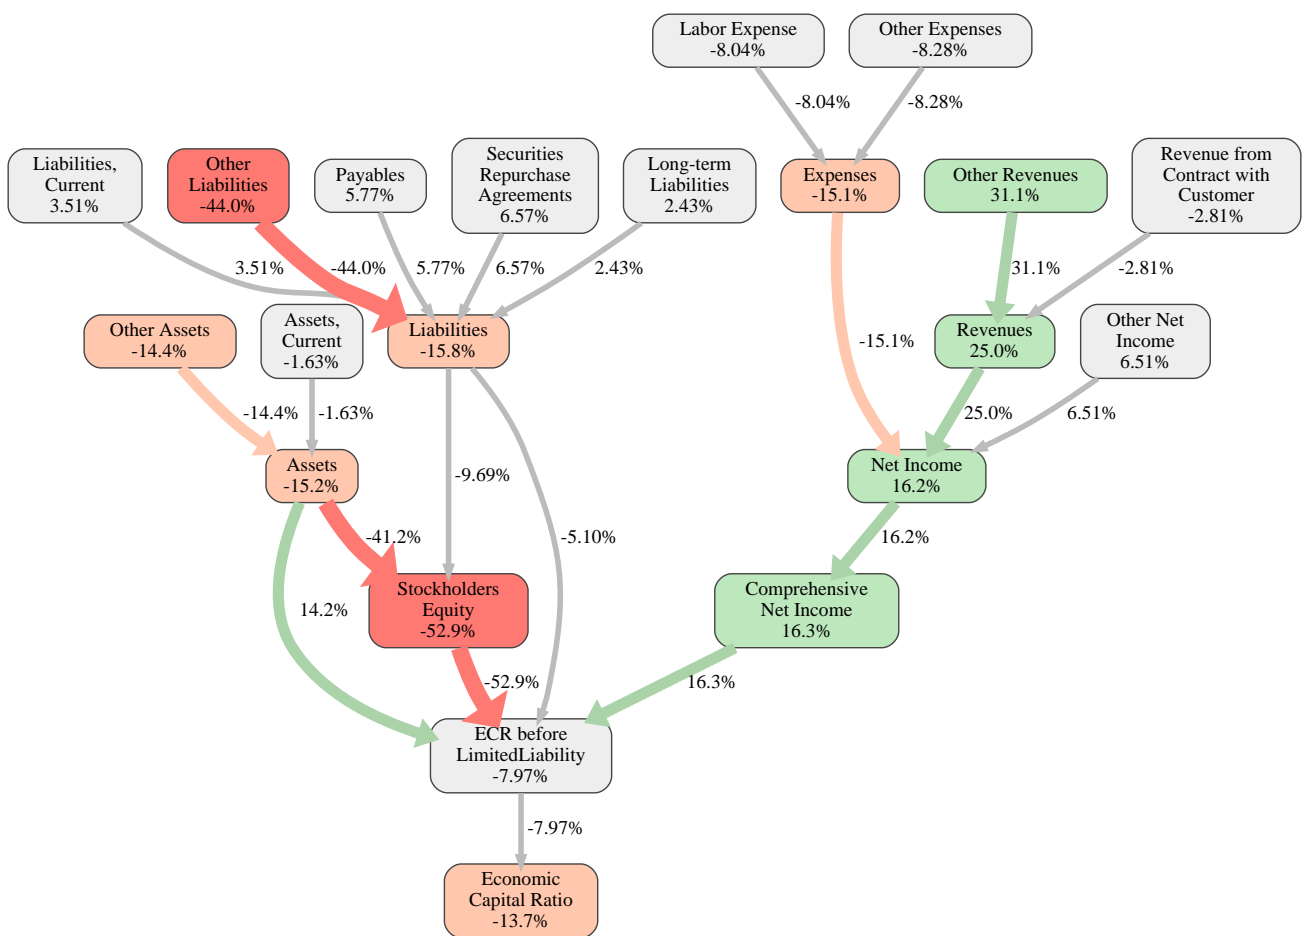 Labor Expense
-8.04%
Other Expenses
-8.28%
-8.04%
-8.28%
Liabilities,
Current
3.51%
Other
Liabilities
-44.0%
Payables
5.77%
Securities
Repurchase
Agreements
6.57%
Long-term
Liabilities
2.43%
Expenses
-15.1%
Other Revenues
31.1%
Revenue from
Contract with
Customer
-2.81%
3.51%
-44.0%
5.77%
6.57%
2.43%
31.1%
-2.81%
Other Assets
-14.4%
Assets,
Current
-1.63%
Liabilities
-15.8%
-15.1%
Revenues
25.0%
Other Net
Income
6.51%
-14.4%
-1.63%
25.0%
6.51%
Assets
-15.2%
-9.69%
Net Income
16.2%
-41.2%
-5.10%
16.2%
14.2%
Stockholders
Equity
-52.9%
Comprehensive
Net Income
16.3%
-52.9%
16.3%
ECR before
LimitedLiability
-7.97%
-7.97%
Economic
Capital Ratio
-13.7%